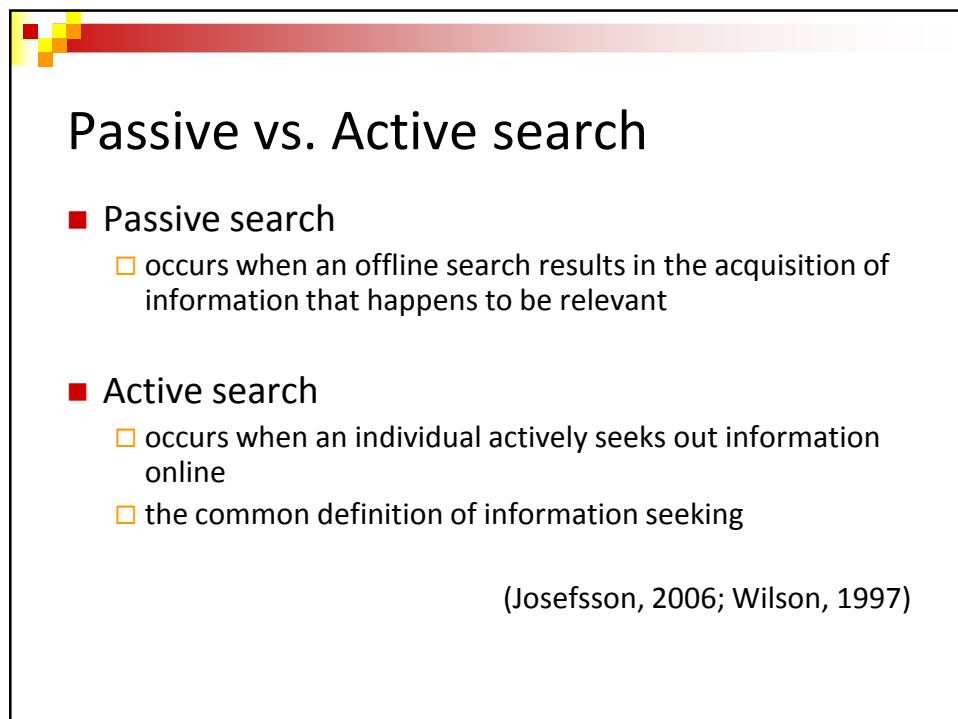 Passive vs. Active search
Passive search
occurs when an offline search results in the acquisition of
information that happens to be relevant
Active search
occurs when an individual actively seeks out information
online
the common definition of information seeking
(Josefsson, 2006; Wilson, 1997)